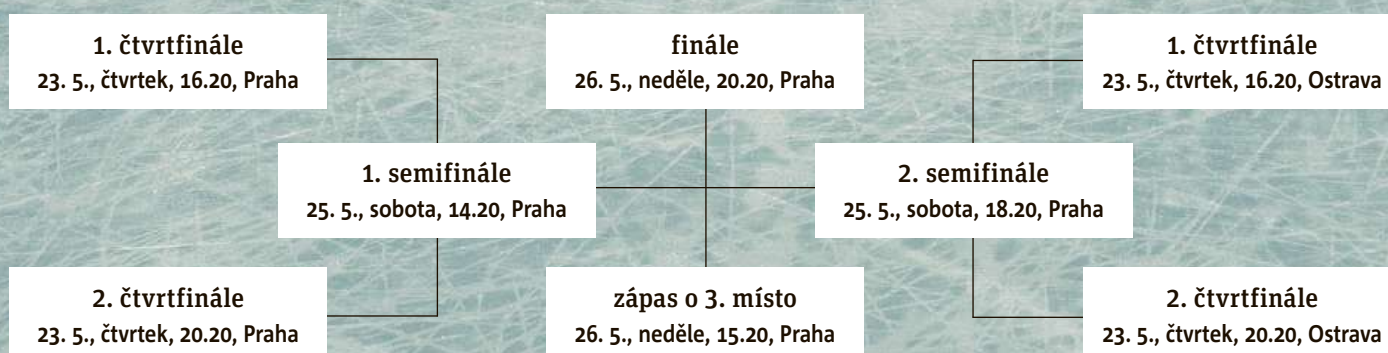 1. čtvrtfinále
23. 5., čtvrtek, 16.20, Praha
finále
26. 5., neděle, 20.20, Praha
1. čtvrtfinále
23. 5., čtvrtek, 16.20, Ostrava
1. semifinále
25. 5., sobota, 14.20, Praha
2. semifinále
25. 5., sobota, 18.20, Praha
2. čtvrtfinále
23. 5., čtvrtek, 20.20, Praha
zápas o 3. místo
26. 5., neděle, 15.20, Praha
2. čtvrtfinále
23. 5., čtvrtek, 20.20, Ostrava